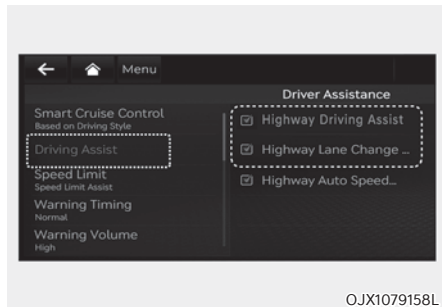 Menu
Driver Assistance
Smart Cruise Control
Based on Driving Style
Driving Assist
Speed Limit
Speed Limit Assist
Warning Timing
Normal
Warning Volume
High
Highway Driving Assist
Highway Lane Change ...
Highway Auto Speed...
OJX1079158L